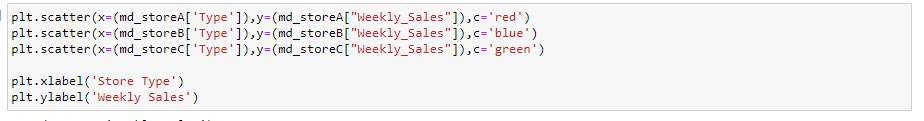 plt.scatter(x=(md_storeA['Type']),y=(md_storeA["Weekly_Sales"]),c='red')
plt.scatter(x=(md_storeB['Type']),y=(md_storeB["Weekly_Sales"]),c='blue')
plt.scatter(x=(md_storeC['Type']),y=(md_storeC["Weekly_Sales"]),c='green')
plt.xlabel('Store Type')
plt.ylabel('Weekly Sales')